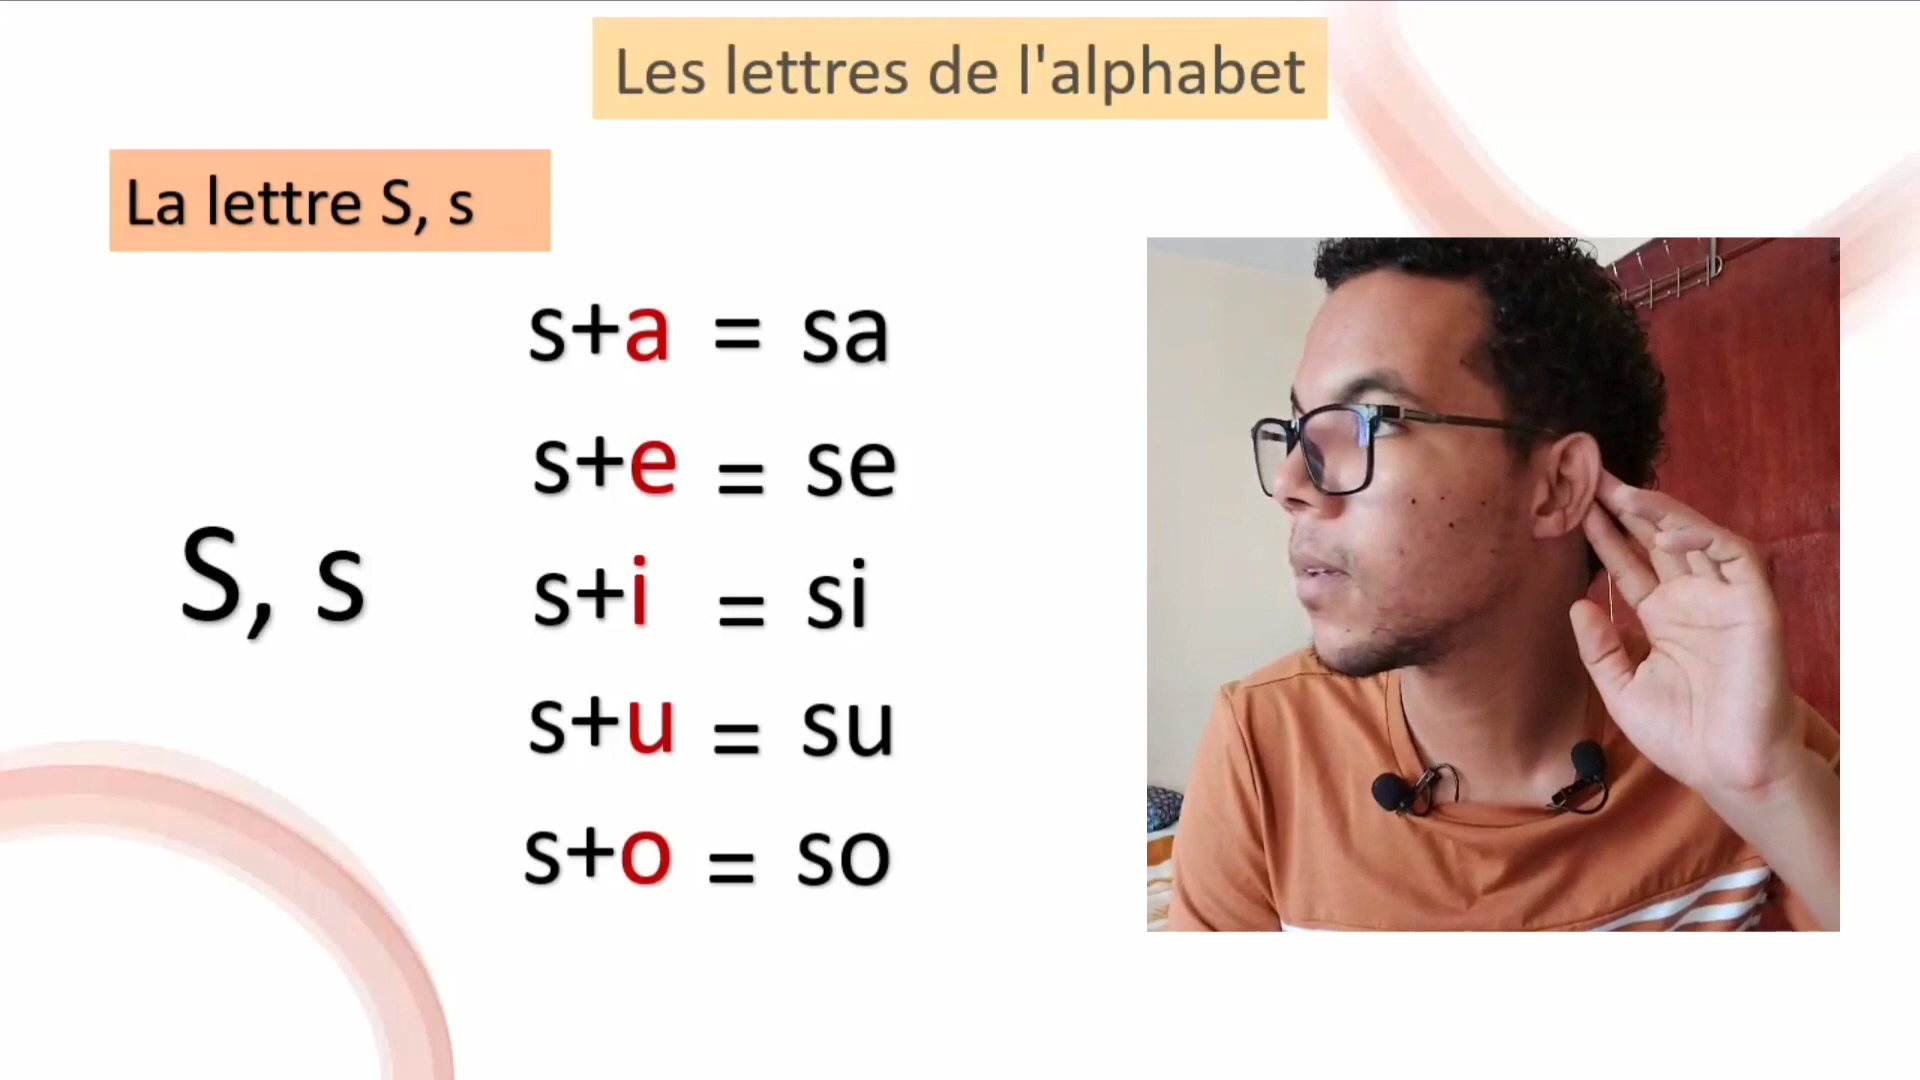 Les lettres de l'alphabet
La lettre S, s
S, s
s+a = sa
s+e = se
s+i = si
s+u = su
s+o = so